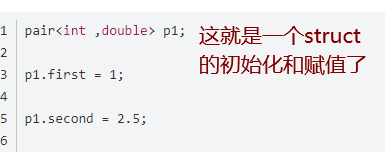 1 pair<int ,double> p1;
这就是一个struct
的初始化和赋值了
2
3 p1.first = 1;
4
5 p1.second = 2.5;
6